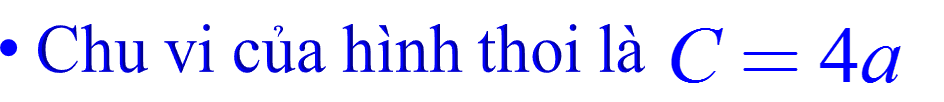 • Chu vi của hình thoi là C = 4a